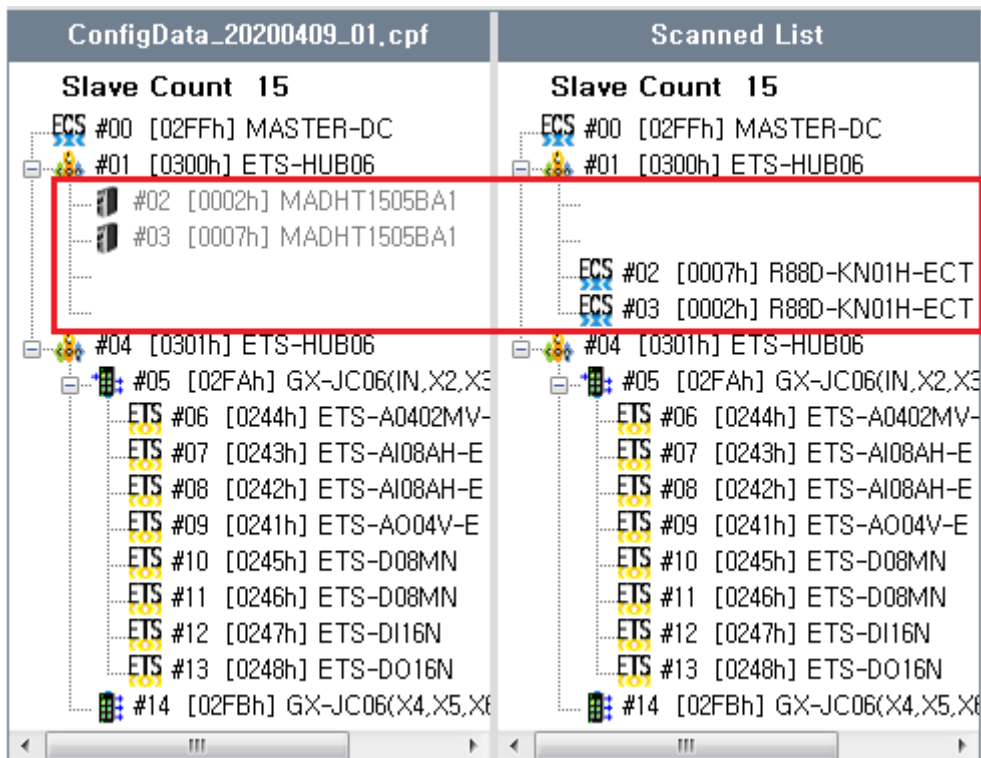 ConfigData_20200409_01.cpf
Slave Count 15
ECS #00 [02FFh] MASTER-DC
#01 [0300h] ETS-HUB06
#02 [0002h] MADHT1505BA1
#03 [0007h] MADHT1505BA1
#04 [0301h] ETS-HUB06
#05 [02FAh] GX-JC06(IN,X2,X3
ETS #06 [0244h] ETS-A0402MV-
ETS #07 [0243h] ETS-AI08AH-E
ETS #08 [0242h] ETS-AI08AH-E
ETS #09 [0241h] ETS-AO04V-E
ETS #10 [0245h] ETS-D08MN
ETS #11 [0246h] ETS-D08MN
ETS #12 [0247h] ETS-DI16N
ETS #13 [0248h] ETS-DO16N
#14 [02FBh] GX-JC06(X4,X5,X6
Scanned List
Slave Count 15
ECS #00 [02FFh] MASTER-DC
#01 [0300h] ETS-HUB06
ECS #02 [0007h] R88D-KN01H-ECT
ECS #03 [0002h] R88D-KN01H-ECT
#04 [0301h] ETS-HUB06
#05 [02FAh] GX-JC06(IN,X2,X3
ETS #06 [0244h] ETS-A0402MV-
ETS #07 [0243h] ETS-AI08AH-E
ETS #08 [0242h] ETS-AI08AH-E
ETS #09 [0241h] ETS-AO04V-E
ETS #10 [0245h] ETS-D08MN
ETS #11 [0246h] ETS-D08MN
ETS #12 [0247h] ETS-DI16N
ETS #13 [0248h] ETS-DO16N
#14 [02FBh] GX-JC06(X4,X5,X6